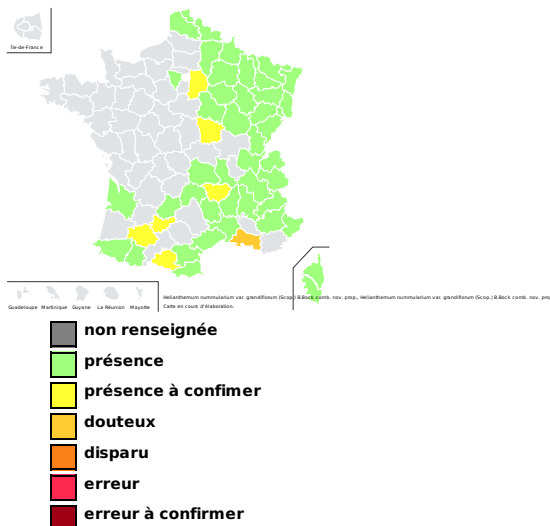 Île-de-France
Guadeloupe Martinique Guyane La Réunion Mayotte
Helianthemum nummularium var. grandiflorum (Scop.) B.Bock comb. nov. prop., Helianthemum nummularium var. grandiflorum (Scop.) B.Bock comb. nov. prop
Carte en cours d'élaboration.
non renseignée
présence
présence à confimer
douteux
disparu
erreur
erreur à confirmer